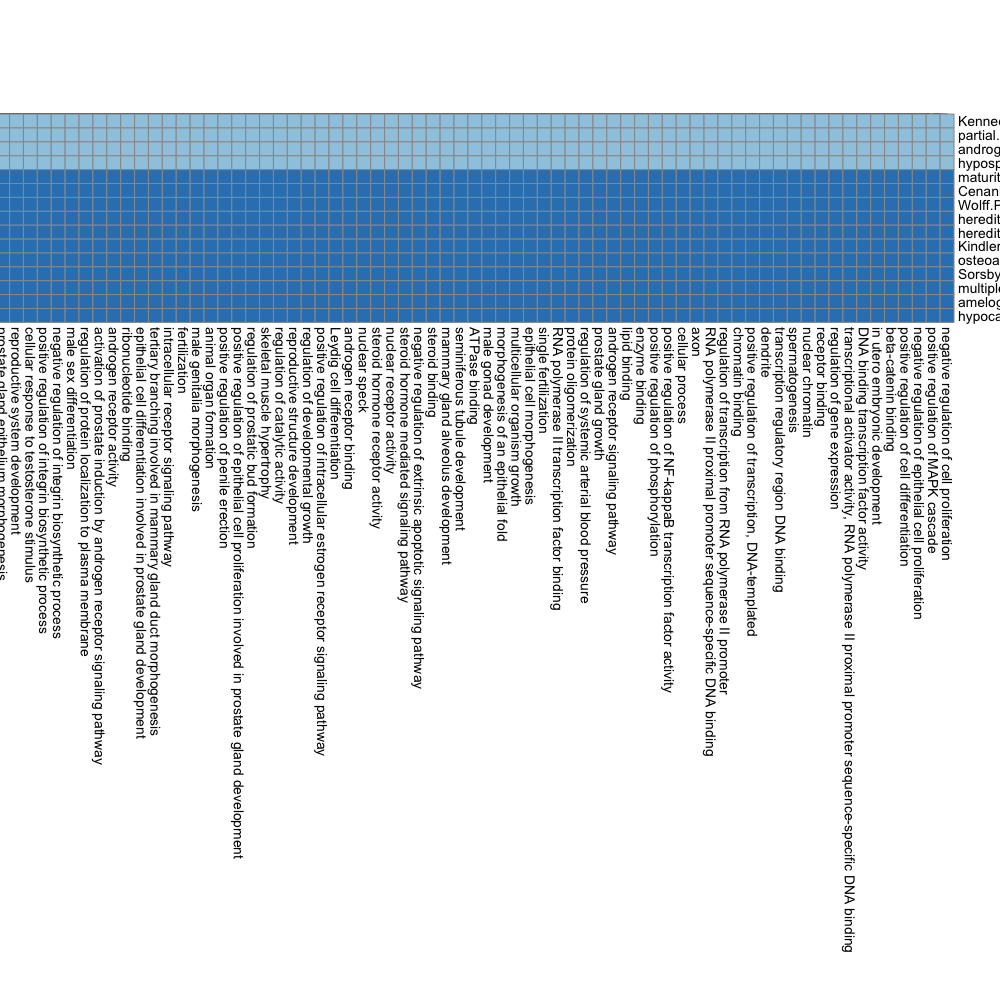 Kenne
partial.
androg
hyposp
maturit
Cenan
Wolff.P
heredit
heredit
Kindler
osteoa
Sorsby
multiple
amelog
hypoca
prostate gland epithelium morphogenesis
reproductive system development
cellular response to testosterone stimulus
positive regulation of integrin biosynthetic process
negative regulation of integrin biosynthetic process
male sex differentiation
regulation of protein localization to plasma membrane
activation of prostate induction by androgen receptor signaling pathway
androgen receptor activity
ribonucleotide binding
epithelial cell differentiation involved in prostate gland development
tertiary branching involved in mammary gland duct morphogenesis
intracellular receptor signaling pathway
fertilization
male genitalia morphogenesis
animal organ formation
positive regulation of penile erection
positive regulation of epithelial cell proliferation involved in prostate gland development
regulation of prostatic bud formation
skeletal muscle hypertrophy
regulation of catalytic activity
reproductive structure development
regulation of developmental growth
positive regulation of intracellular estrogen receptor signaling pathway
Leydig cell differentiation
androgen receptor binding
nuclear speck
steroid hormone receptor activity
nuclear receptor activity
steroid hormone mediated signaling pathway
negative regulation of extrinsic apoptotic signaling pathway
steroid binding
mammary gland alveolus development
seminiferous tubule development
ATPase binding
male gonad development
morphogenesis of an epithelial fold
multicellular organism growth
epithelial cell morphogenesis
single fertilization
RNA polymerase II transcription factor binding
protein oligomerization
regulation of systemic arterial blood pressure
prostate gland growth
androgen receptor signaling pathway
lipid binding
enzyme binding
positive regulation of phosphorylation
positive regulation of NF-kappaB transcription factor activity
cellular process
axon
RNA polymerase II proximal promoter sequence-specific DNA binding
regulation of transcription from RNA polymerase II promoter
chromatin binding
positive regulation of transcription, DNA-templated
dendrite
transcription regulatory region DNA binding
spermatogenesis
nuclear chromatin
receptor binding
regulation of gene expression
transcriptional activator activity, RNA polymerase II proximal promoter sequence-specific DNA binding
DNA binding transcription factor activity
in utero embryonic development
beta-catenin binding
positive regulation of cell differentiation
negative regulation of epithelial cell proliferation
positive regulation of MAPK cascade
negative regulation of cell proliferation